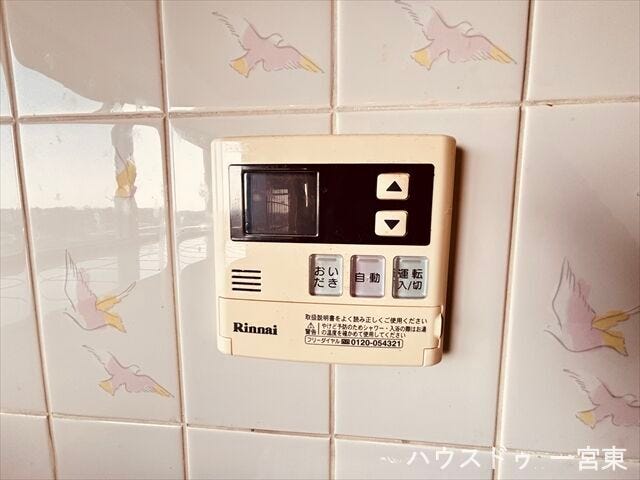 ▲
▼
おい
だき
自動
運転
入/切
取扱説明書をよく読み正しくご使用ください
警告 やけど予防のためシャワー・入浴の際はお湯
の温度を確かめて使用してください
Rinnai
フリーダイヤル 0120-054321
ハウスドゥ 一宮東